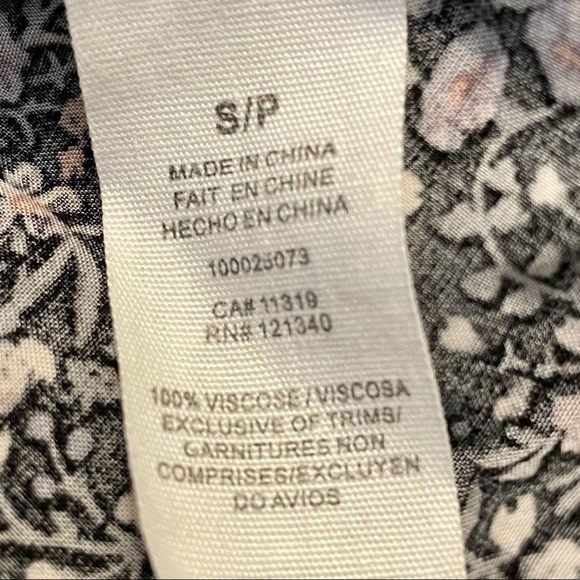 S/P
MADE IN CHINA
FAIT EN CHINE
HECHO EN CHINA
100025073
CA# 11319
RN# 121340
100% VISCOSE/VISCOSA
EXCLUSIVE OF TRIMS/
GARNITURES NON
COMPRISES/EXCLUYEN
DO AVIOS